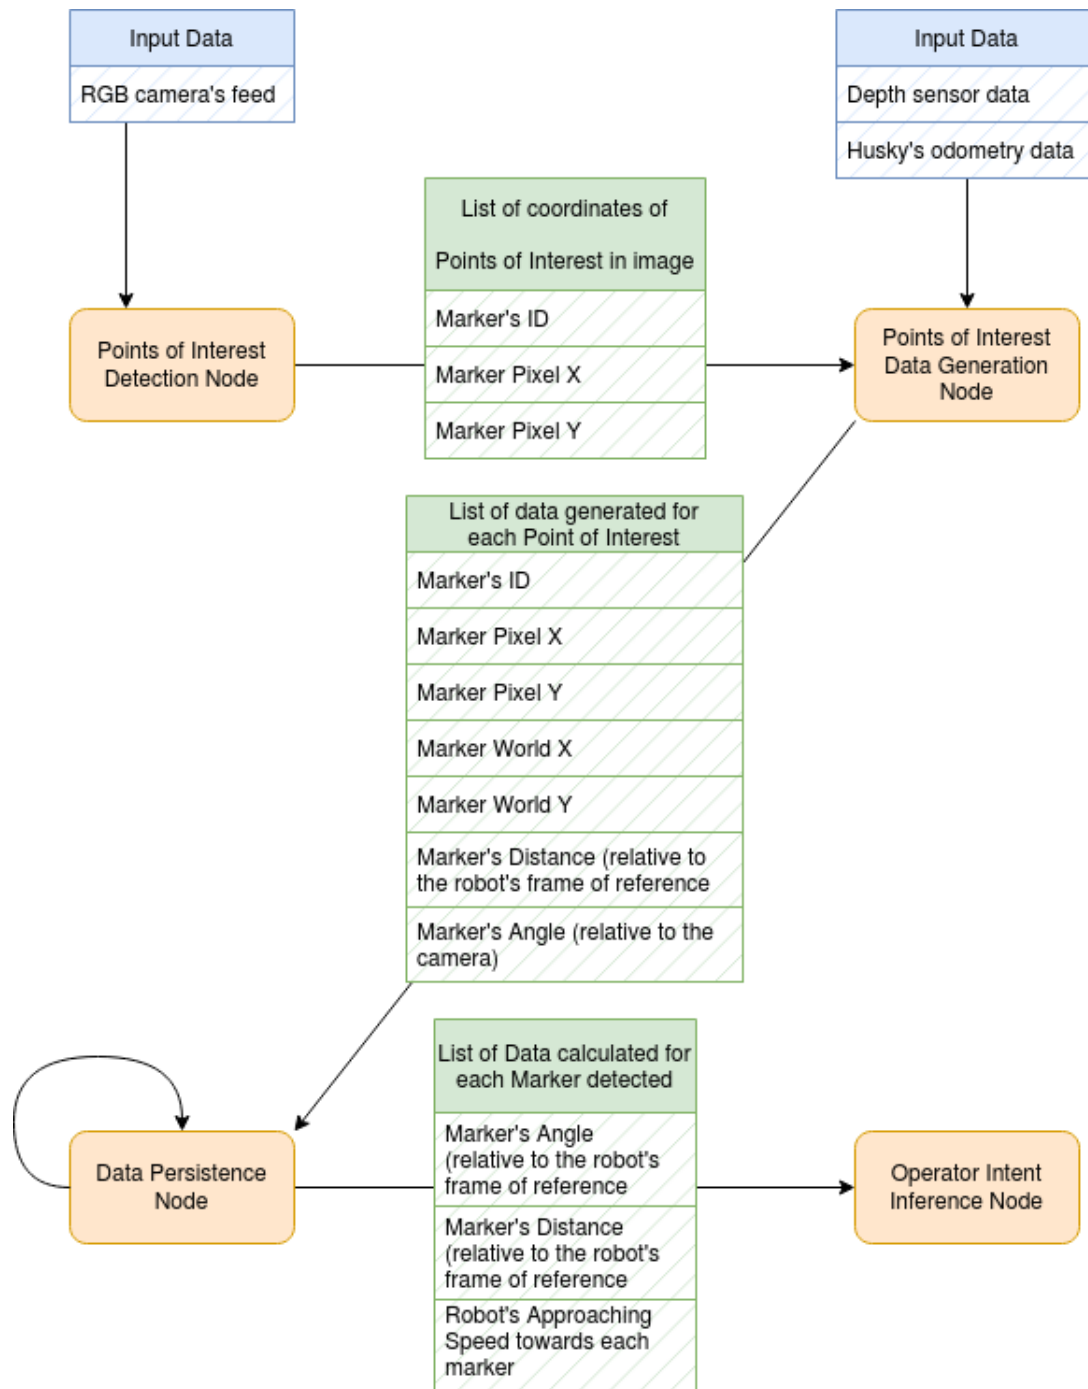 Input Data
RGB camera's feed
Input Data
Depth sensor data
Husky's odometry data
List of coordinates of
Points of Interest in image
Marker's ID
Marker Pixel X
Marker Pixel Y
Points of Interest
Detection Node
Points of Interest
Data Generation
Node
List of data generated for
each Point of Interest
Marker's ID
Marker Pixel X
Marker Pixel Y
Marker World X
Marker World Y
Marker's Distance (relative to
the robot's frame of reference
Marker's Angle (relative to the
camera)
Data Persistence
Node
List of Data calculated for
each Marker detected
Marker's Angle
(relative to the robot's
frame of reference
Marker's Distance
(relative to the robot's
frame of reference
Robot's Approaching
Speed towards each
marker
Operator Intent
Inference Node